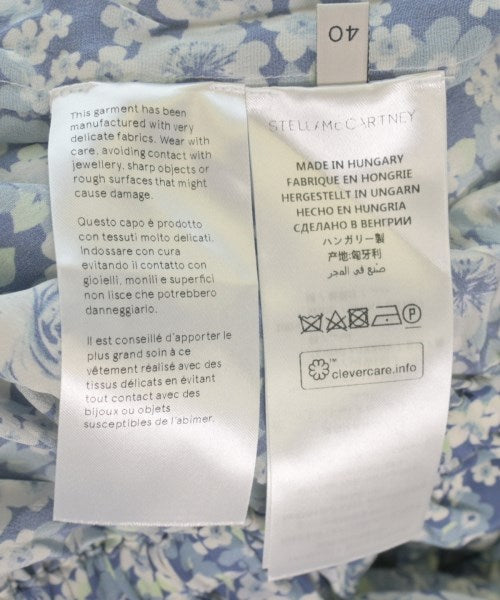 40
This garment has been
manufactured with very
delicate fabrics. Wear with
care, avoiding contact with
jewellery, sharp objects or
rough surfaces that might
cause damage.
Questo capo è prodotto
con tessuti molto delicati.
Indossare con cura
evitando il contatto con
gioielli, monili e superfici
non lisce che potrebbero
danneggiarlo.
Il est conseillé d'apporter le
plus grand soin à ce
vêtement réalisé avec des
tissus délicats en évitant
tout contact avec des
bijoux ou objets
susceptibles de l'abimer.
STELLA McCARTNEY
MADE IN HUNGARY
FABRIQUE EN HONGRIE
HERGESTELLT IN UNGARN
HECHO EN HUNGRIA
СДЕЛАНО В ВЕНГРИИ
ハンガリー製
产地:匈牙利
صنع في المجر
P
™ clevercare.info